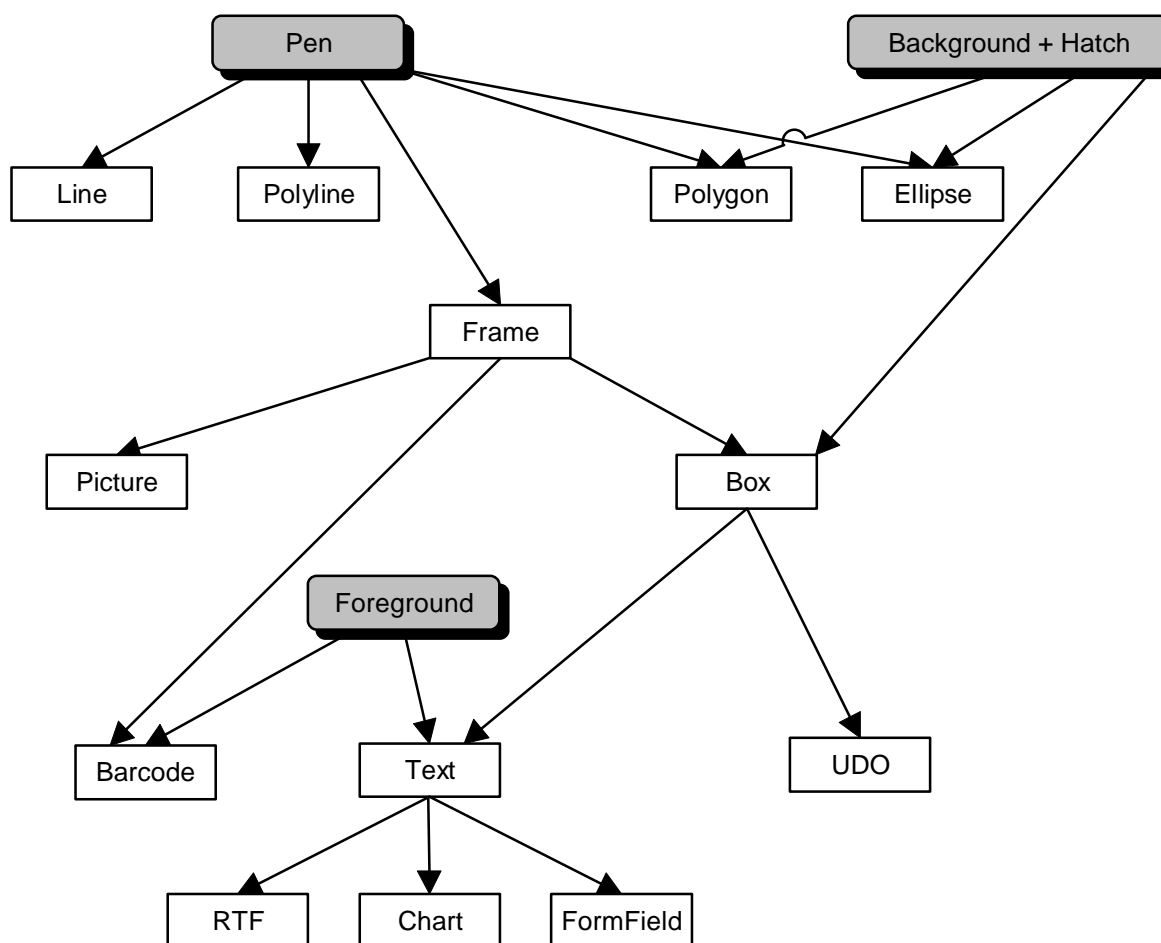 Pen
Background + Hatch
Line
Polyline
Polygon
Ellipse
Frame
Picture
Box
Foreground
Barcode
Text
UDO
RTF
Chart
FormField